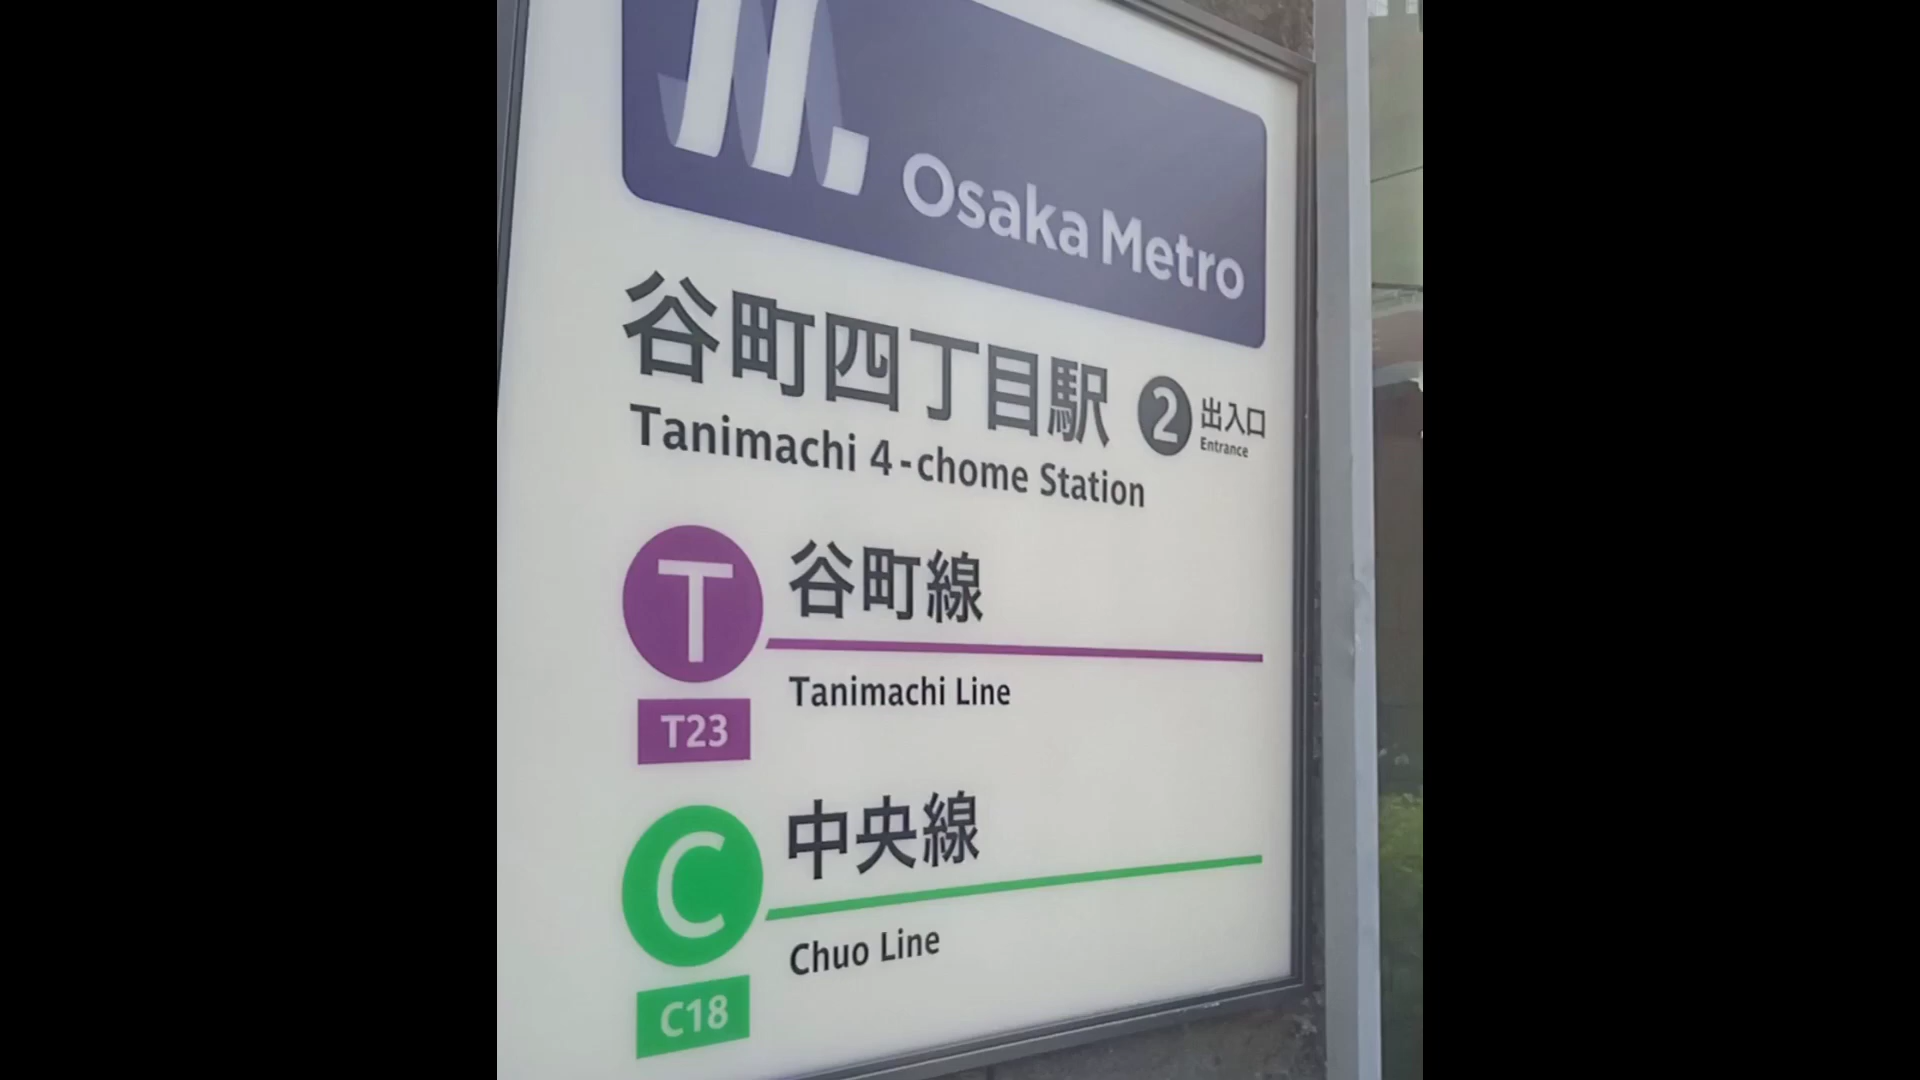 Osaka Metro
谷町四丁目駅 2 出入口
Entrance
Tanimachi 4-chome Station
T 谷町線
Tanimachi Line
T23
C 中央線
Chuo Line
C18